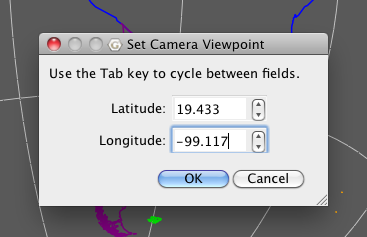 Set Camera Viewpoint
Use the Tab key to cycle between fields.
Latitude: 19.433
Longitude: -99.117
OK Cancel